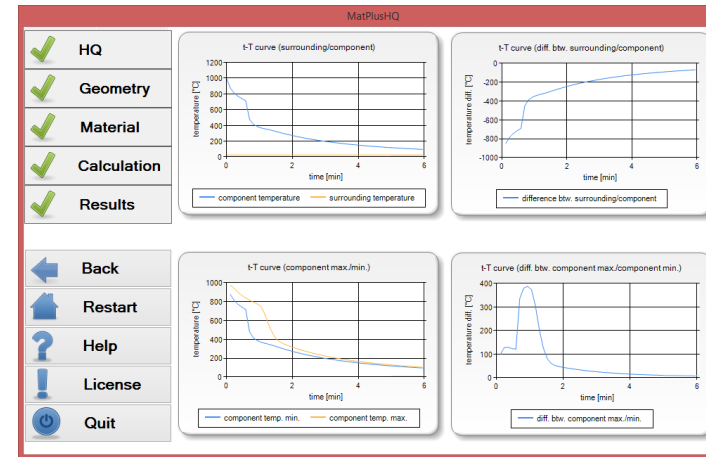 MatPlusHQ
HQ
Geometry
Material
Calculation
Results
Back
Restart
Help
License
Quit
t-T curve (surrounding/component)
temperature [°C]
1200
1000
800
600
400
200
0
0 2 4 6
time [min]
component temperature surrounding temperature
t-T curve (diff. btw. surrounding/component)
temperature diff. [°C]
0
-200
-400
-600
-800
-1000
0 2 4 6
time [min]
difference btw. surrounding/component
t-T curve (component max./min.)
temperature [°C]
1000
800
600
400
200
0
0 2 4 6
time [min]
component temp. min. component temp. max.
t-T curve (diff. btw. component max./component min.)
temperature diff. [°C]
400
300
200
100
0
0 2 4 6
time [min]
diff. btw. component max./min.